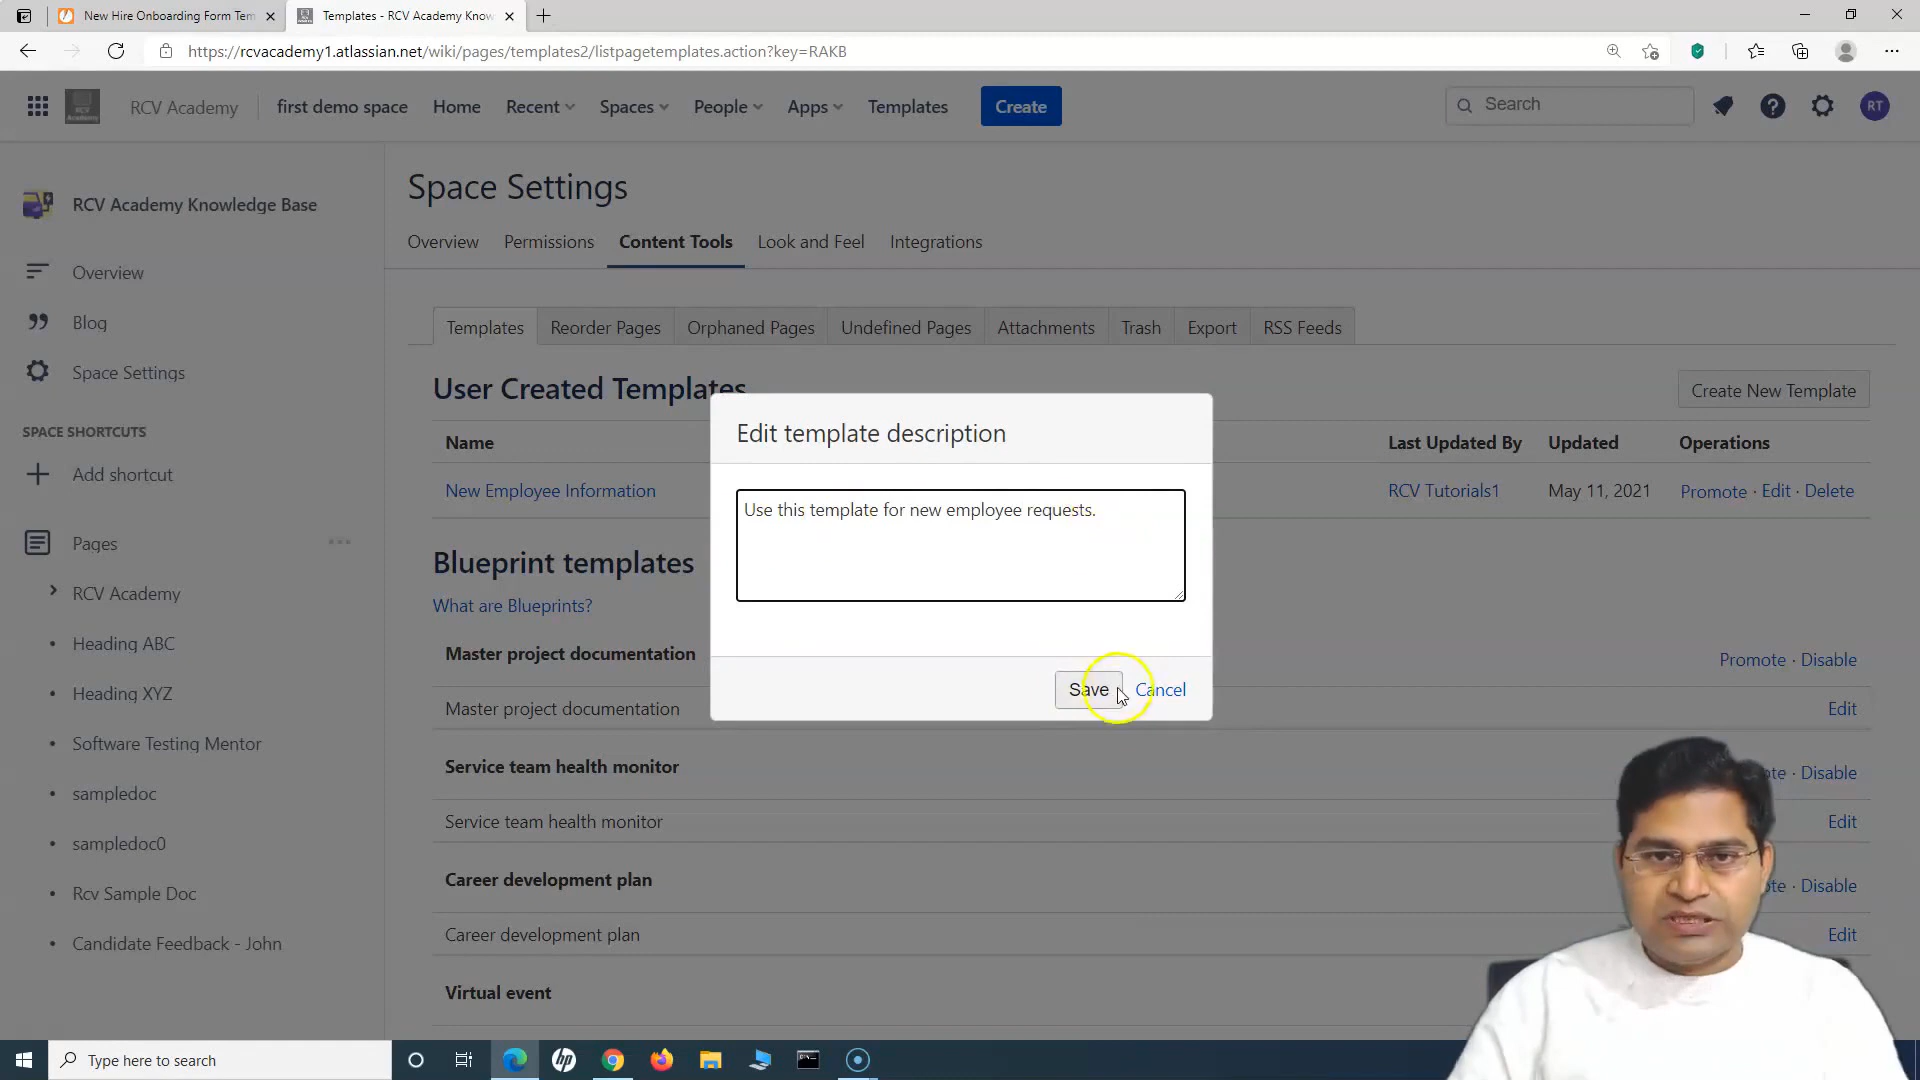 New Hire Onboarding Form Tem
Templates - RCV Academy Know
https://rcvacademy1.atlassian.net/wiki/pages/templates2/listpagetemplates.action?key=RAKB
RCV Academy
first demo space
Home
Recent
Spaces
People
Apps
Templates
Create
Search
RT
RCV Academy Knowledge Base
Overview
Blog
Space Settings
SPACE SHORTCUTS
Add shortcut
Pages
RCV Academy
Heading ABC
Heading XYZ
Software Testing Mentor
sampledoc
sampledoc0
Rcv Sample Doc
Candidate Feedback - John
Space Settings
Overview
Permissions
Content Tools
Look and Feel
Integrations
Templates
Reorder Pages
Orphaned Pages
Undefined Pages
Attachments
Trash
Export
RSS Feeds
User Created Templates
Create New Template
Name
Last Updated By
Updated
Operations
New Employee Information
RCV Tutorials1
May 11, 2021
Promote · Edit · Delete
Edit template description
Use this template for new employee requests.
Save
Cancel
Blueprint templates
What are Blueprints?
Master project documentation
Promote · Disable
Master project documentation
Edit
Service team health monitor
ote · Disable
Service team health monitor
Edit
Career development plan
ote · Disable
Career development plan
Edit
Virtual event
Type here to search
hp